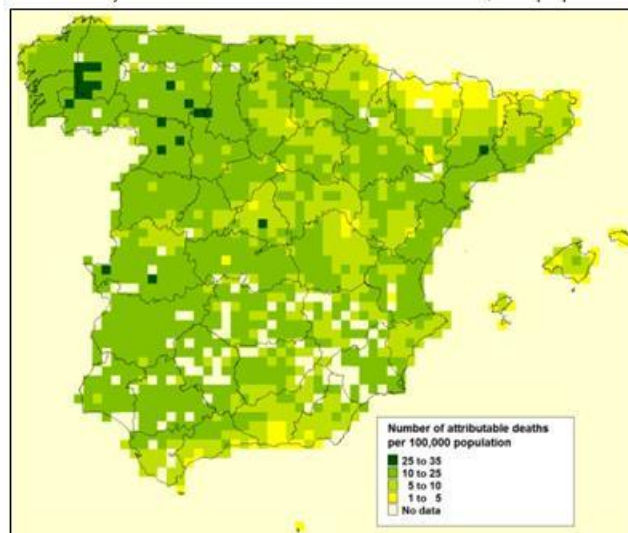 Number of attributable deaths
per 100,000 population
25 to 35
10 to 25
5 to 10
1 to 5
No data